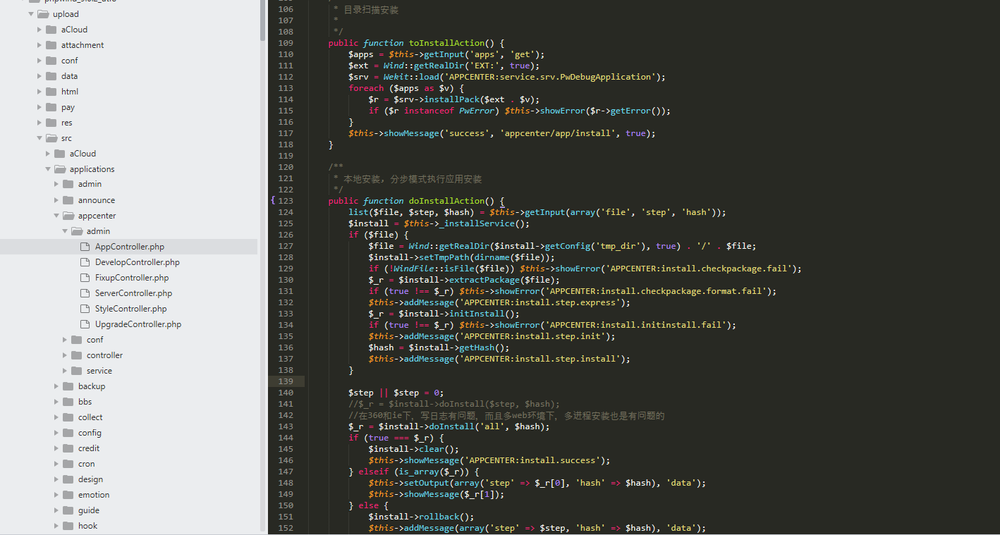 upload
aCloud
attachment
conf
data
html
pay
res
src
aCloud
applications
admin
announce
appcenter
admin
AppController.php
DevelopController.php
FixupController.php
ServerController.php
StyleController.php
UpgradeController.php
conf
controller
service
backup
bbs
collect
config
credit
cron
design
emotion
guide
hook
106 * 目录扫描安装
107 *
108 */
109 public function toInstallAction() {
110 $apps = $this->getInput('apps', 'get');
111 $ext = Wind::getRealDir('EXT:', true);
112 $srv = Wekit::load('APPCENTER:service.srv.PwDebugApplication');
113 foreach ($apps as $v) {
114 $r = $srv->installPack($ext . $v);
115 if ($r instanceof PwError) $this->showError($r->getError());
116 }
117 $this->showMessage('success', 'appcenter/app/install', true);
118 }
119
120 /**
121 * 本地安装, 分步模式执行应用安装
122 */
{ 123 public function doInstallAction() {
124 list($file, $step, $hash) = $this->getInput(array('file', 'step', 'hash'));
125 $install = $this->_installService();
126 if ($file) {
127 $file = Wind::getRealDir($install->getConfig('tmp_dir'), true) . '/' . $file;
128 $install->setTmpPath(dirname($file));
129 if (!WindFile::isFile($file)) $this->showError('APPCENTER:install.checkpackage.fail');
130 $_r = $install->extractPackage($file);
131 if (true !== $_r) $this->showError('APPCENTER:install.checkpackage.format.fail');
132 $this->addMessage('APPCENTER:install.step.express');
133 $_r = $install->initInstall();
134 if (true !== $_r) $this->showError('APPCENTER:install.initinstall.fail');
135 $this->addMessage('APPCENTER:install.step.init');
136 $hash = $install->getHash();
137 $this->addMessage('APPCENTER:install.step.install');
138 }
139
140 $step || $step = 0;
141 //$_r = $install->doInstall($step, $hash);
142 //在360和ie下, 写日志有问题, 而且多web环境下, 多进程安装也是有问题的
143 $_r = $install->doInstall('all', $hash);
144 if (true === $_r) {
145 $install->clear();
146 $this->showMessage('APPCENTER:install.success');
147 } elseif (is_array($_r)) {
148 $this->setOutput(array('step' => $_r[0], 'hash' => $hash), 'data');
149 $this->showMessage($_r[1]);
150 } else {
151 $install->rollback();
152 $this->addMessage(array('step' => $step, 'hash' => $hash), 'data');